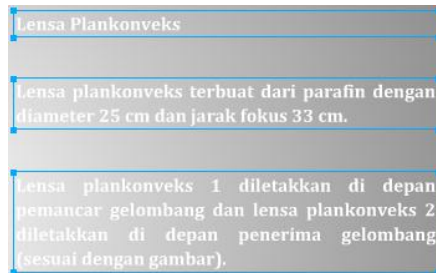 Lensa Plankonveks
Lensa plankonveks terbuat dari parafin dengan
diameter 25 cm dan jarak fokus 33 cm.
Lensa plankonveks 1 diletakkan di depan
pemancar gelombang dan lensa plankonveks 2
diletakkan di depan penerima gelombang
(sesuai dengan gambar).